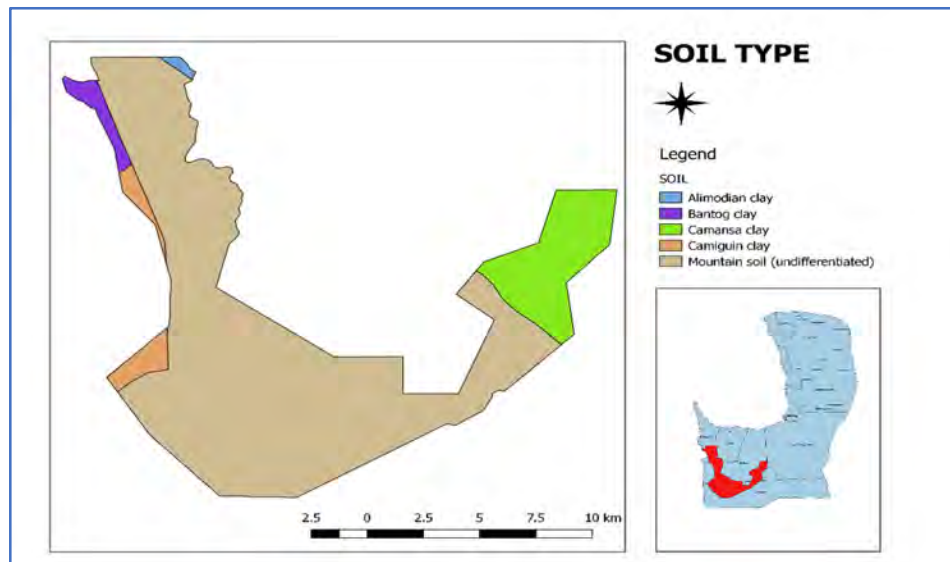 SOIL TYPE
Legend
SOIL
Alimodian clay
Bantog clay
Camansa clay
Camiguin clay
Mountain soil (undifferentiated)
2.5 0 2.5 5 7.5 10 km